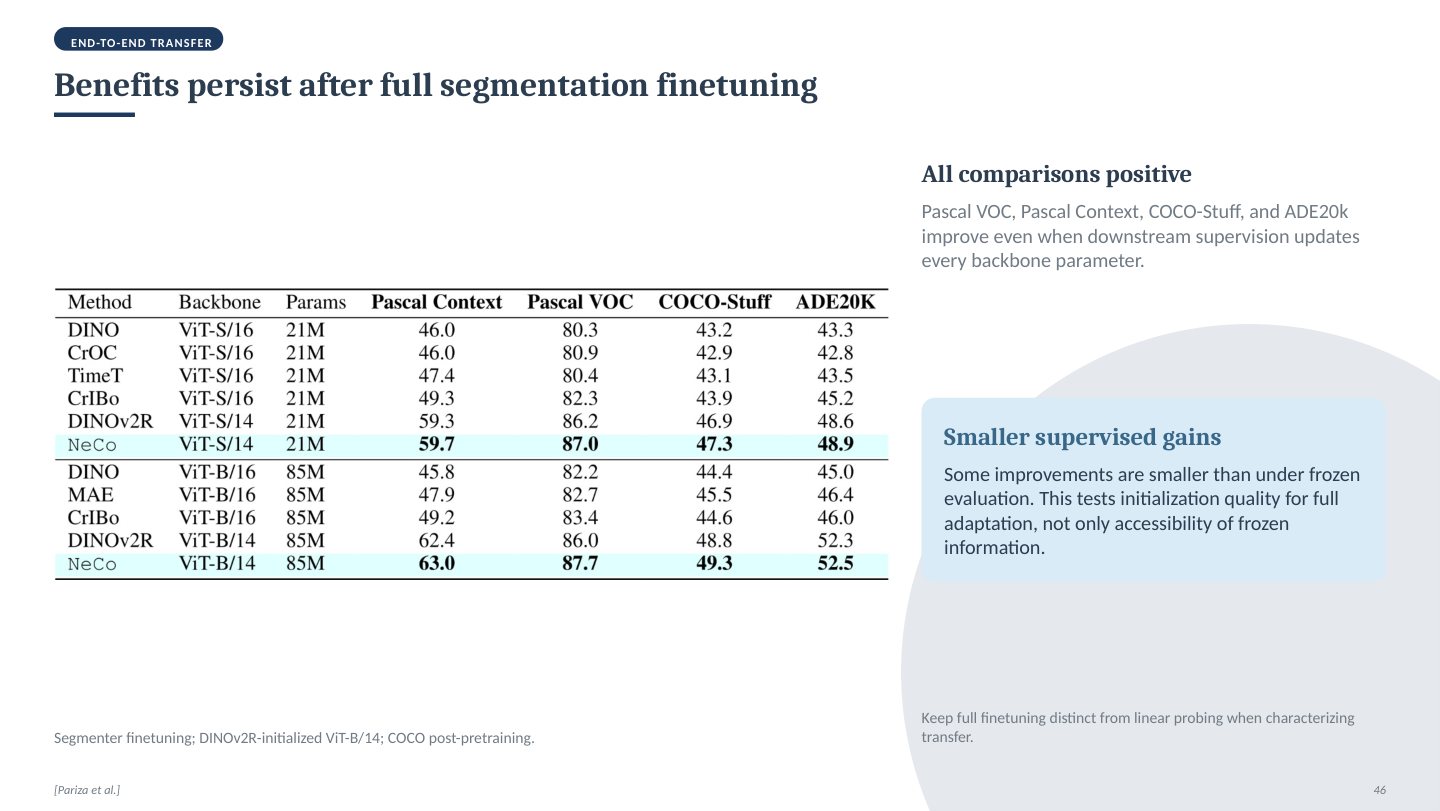 END-TO-END TRANSFER
Benefits persist after full segmentation finetuning
Method Backbone Params Pascal Context Pascal VOC COCO-Stuff ADE20K
DINO ViT-S/16 21M 46.0 80.3 43.2 43.3
CrOC ViT-S/16 21M 46.0 80.9 42.9 42.8
TimeT ViT-S/16 21M 47.4 80.4 43.1 43.5
CrIBo ViT-S/16 21M 49.3 82.3 43.9 45.2
DINOv2R ViT-S/14 21M 59.3 86.2 46.9 48.6
NeCo ViT-S/14 21M 59.7 87.0 47.3 48.9
DINO ViT-B/16 85M 45.8 82.2 44.4 45.0
MAE ViT-B/16 85M 47.9 82.7 45.5 46.4
CrIBo ViT-B/16 85M 49.2 83.4 44.6 46.0
DINOv2R ViT-B/14 85M 62.4 86.0 48.8 52.3
NeCo ViT-B/14 85M 63.0 87.7 49.3 52.5
Segmenter finetuning; DINOv2R-initialized ViT-B/14; COCO post-pretraining.
All comparisons positive
Pascal VOC, Pascal Context, COCO-Stuff, and ADE20k
improve even when downstream supervision updates
every backbone parameter.
Smaller supervised gains
Some improvements are smaller than under frozen
evaluation. This tests initialization quality for full
adaptation, not only accessibility of frozen
information.
Keep full finetuning distinct from linear probing when characterizing
transfer.
[Pariza et al.]
46